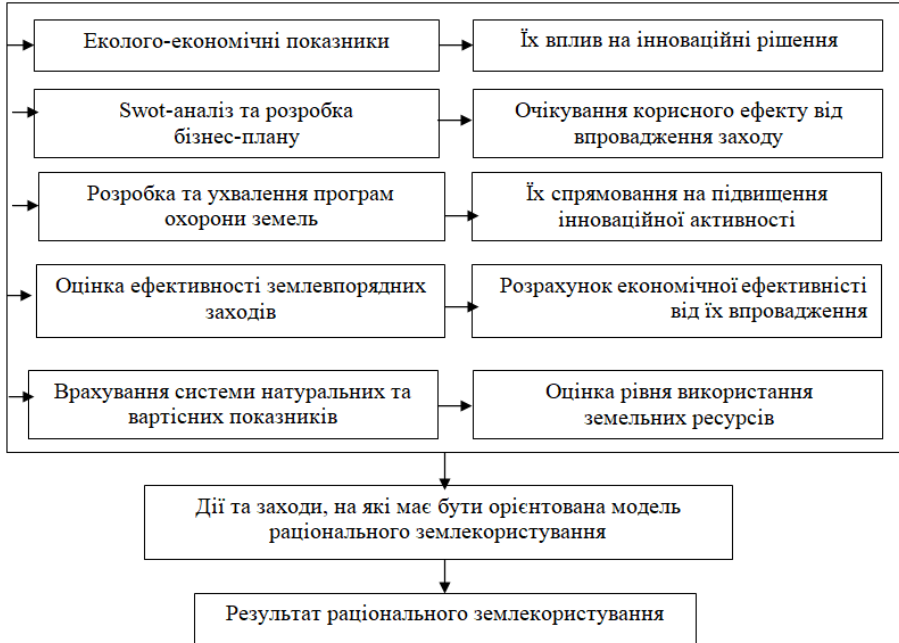 Еколого-економічні показники
Їх вплив на інноваційні рішення
Swot-аналіз та розробка
бізнес-плану
Очікування корисного ефекту від
впровадження заходу
Розробка та ухвалення програм
охорони земель
Їх спрямовання на підвищення
інноваційної активності
Оцінка ефективності землевпорядних
заходів
Розрахунок економічної ефективністі
від їх впровадження
Врахування системи натуральних та
вартісних показників
Оцінка рівня використання
земельних ресурсів
Дії та заходи, на які має бути орієнтована модель
раціонального землекористування
Результат раціонального землекористування